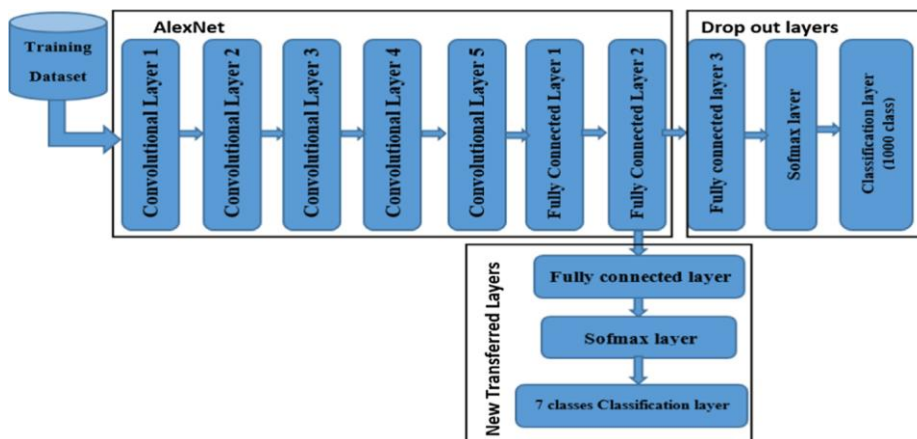 AlexNet
Drop out layers
Training
Dataset
Convolutional Layer 1
Convolutional Layer 2
Convolutional Layer 3
Convolutional Layer 4
Convolutional Layer 5
Fully Connected Layer 1
Fully Connected Layer 2
Fully connected layer 3
Sofmax layer
Classification layer
(1000 class)
New Transferred Layers
Fully connected layer
Sofmax layer
7 classes Classification layer